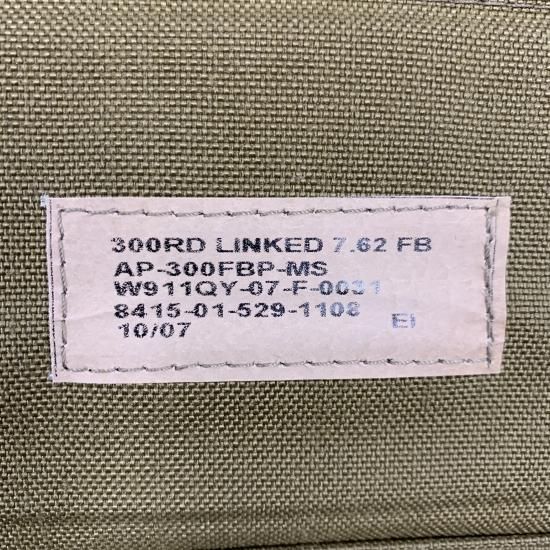 300RD LINKED 7.62 FB
AP-300FBP-MS
W911QY-07-F-0031
8415-01-529-1108
10/07 EI